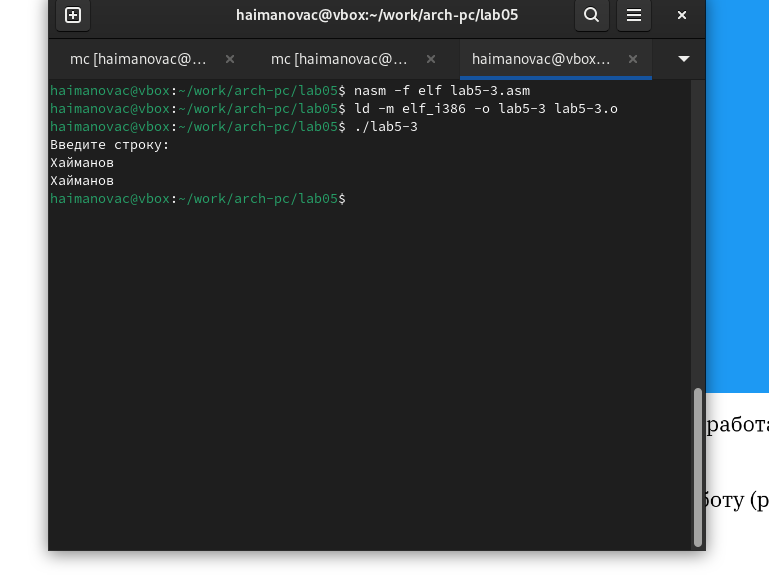 haimanovac@vbox:~/work/arch-pc/lab05
mc [haimanovac@... mc [haimanovac@... haimanovac@vbox...
haimanovac@vbox:~/work/arch-pc/lab05$ nasm -f elf lab5-3.asm
haimanovac@vbox:~/work/arch-pc/lab05$ ld -m elf_i386 -o lab5-3 lab5-3.o
haimanovac@vbox:~/work/arch-pc/lab05$ ./lab5-3
Введите строку:
Хайманов
Хайманов
haimanovac@vbox:~/work/arch-pc/lab05$